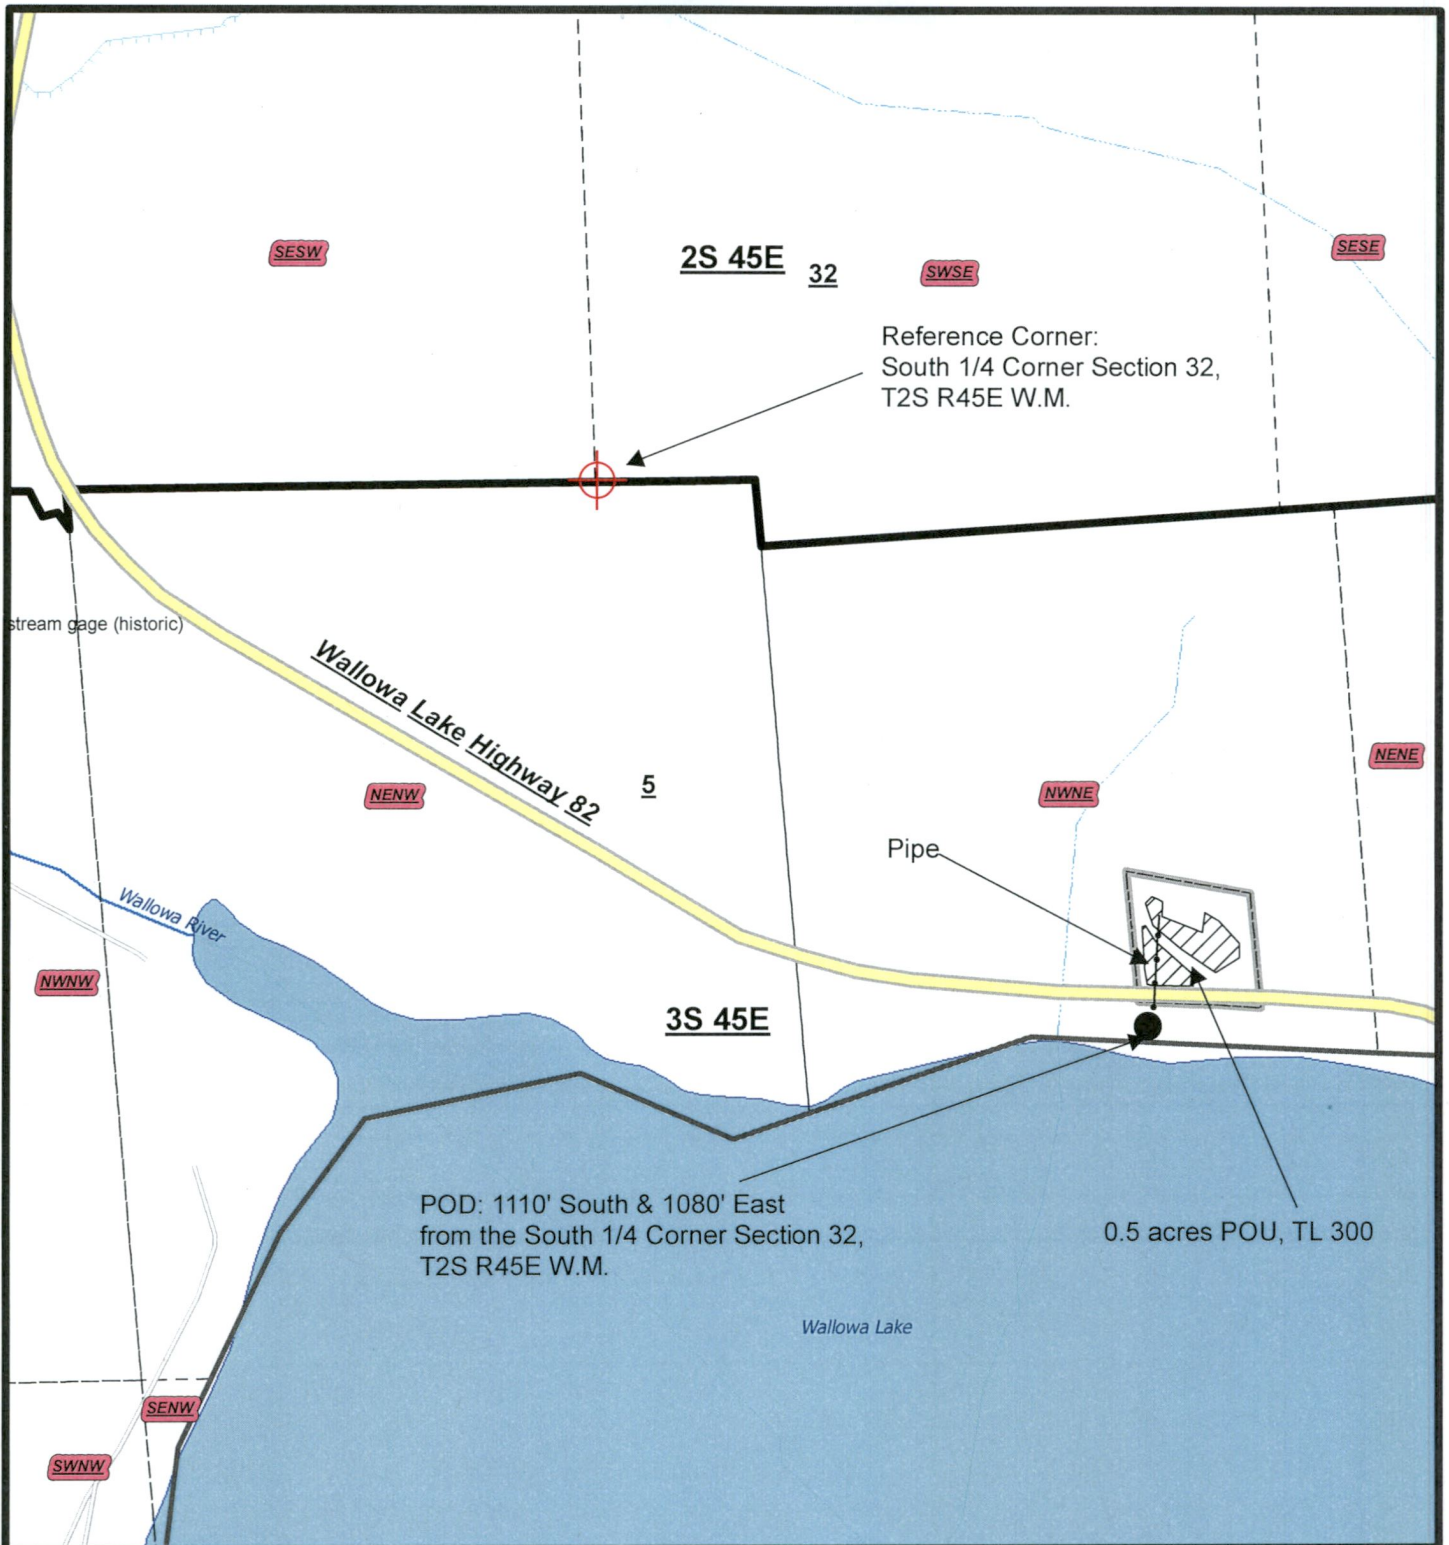 SESW
2S 45E
32
SWSE
SESE
Reference Corner:
South 1/4 Corner Section 32,
T2S R45E W.M.
stream gage (historic)
Wallowa Lake Highway 82
5
NENW
NWNE
NENE
Pipe
Wallowa River
NWNW
3S 45E
POD: 1110' South & 1080' East
from the South 1/4 Corner Section 32,
T2S R45E W.M.
0.5 acres POU, TL 300
Wallowa Lake
SENW
SWNW